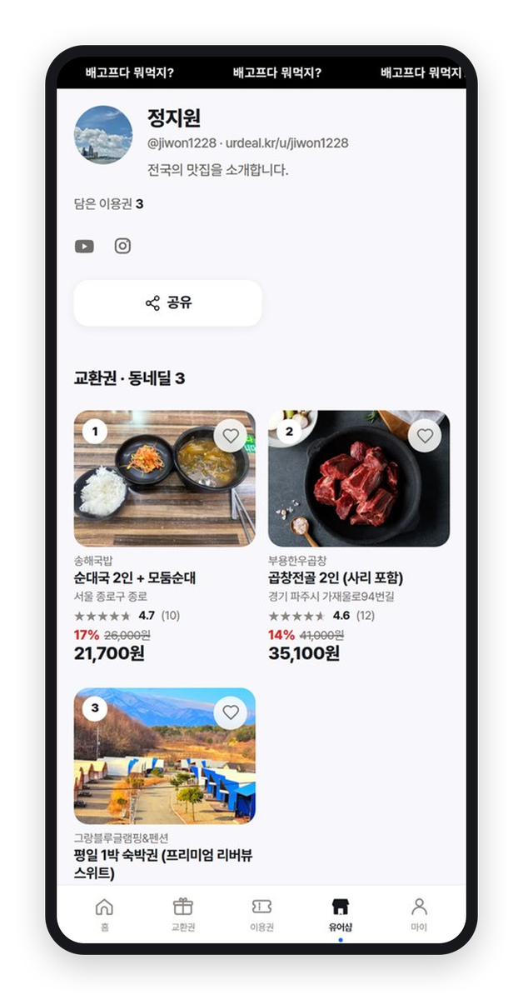 배고프다 뭐먹지? 배고프다 뭐먹지? 배고프다 뭐먹지
정지원
@jiwon1228 · urdeal.kr/u/jiwon1228
전국의 맛집을 소개합니다.
담은 이용권 3
공유
교환권 · 동네딜 3
1
2
송해국밥
순대국 2인 + 모둠순대
서울 종로구 종로
4.7 (10)
17% 26,000원
21,700원
부용한우곱창
곱창전골 2인 (사리 포함)
경기 파주시 가재울로94번길
4.6 (12)
14% 41,000원
35,100원
3
그랑블루글램핑&펜션
평일 1박 숙박권 (프리미엄 리버뷰
스위트)
홈 교환권 이용권 유어샵 마이